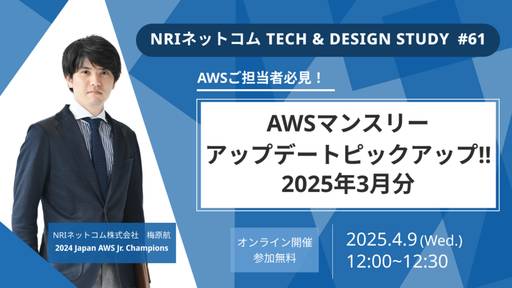 NRIネットコム TECH & DESIGN STUDY #61
AWSご担当者必見！
AWSマンスリー
アップデートピックアップ!!
2025年3月分
NRIネットコム株式会社 梅原航
2024 Japan AWS Jr. Champions
オンライン開催
参加無料
2025.4.9 (Wed.)
12:00~12:30